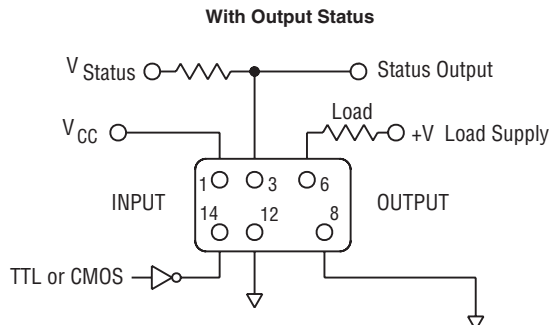 With Output Status
V Status
Status Output
Load
VCC
+V Load Supply
1
3
6
INPUT
OUTPUT
14
12
8
TTL or CMOS